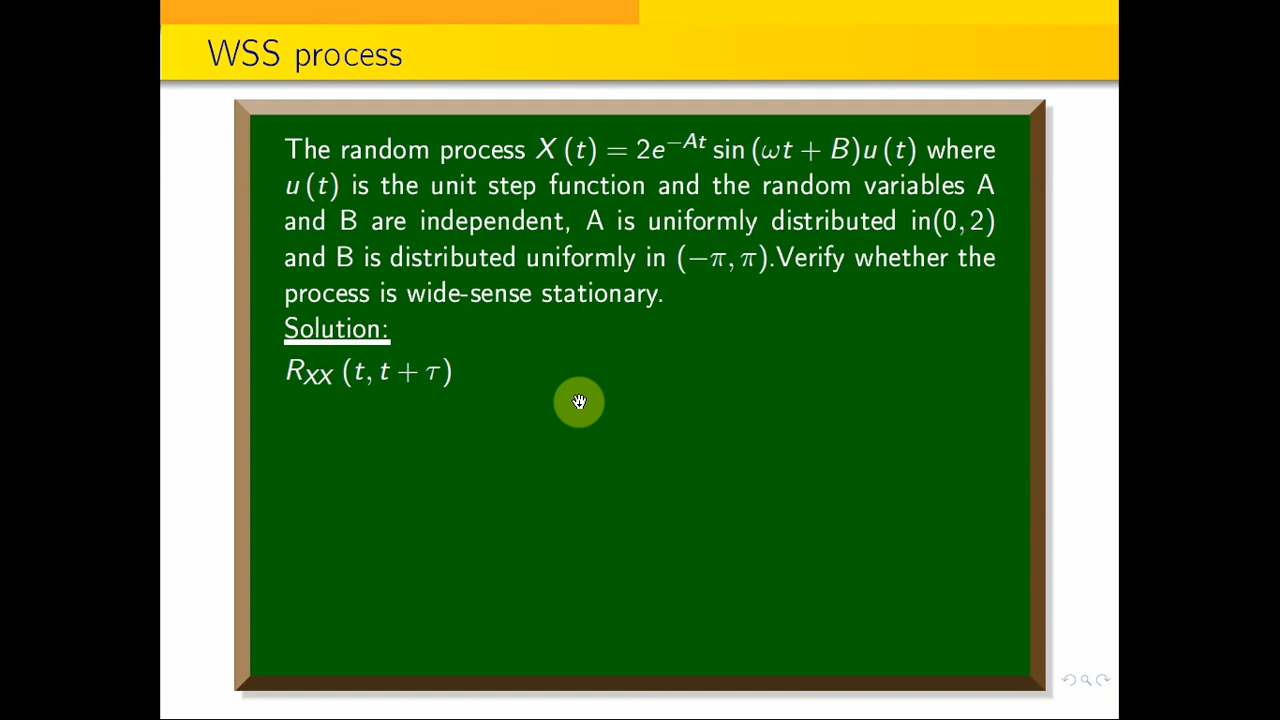 WSS process
The random process X (t) = 2e^{−At} sin (ωt + B)u (t) where
u (t) is the unit step function and the random variables A
and B are independent, A is uniformly distributed in(0, 2)
and B is distributed uniformly in (−π, π).Verify whether the
process is wide-sense stationary.
Solution:
R_{XX} (t, t + τ)